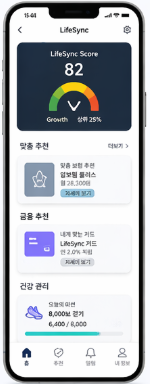 15:48
LifeSync
LifeSync Score
82
Growth 상위 25%
맞춤 추천
더보기 >
맞춤 보험 추천
암보험 플러스
월 28,300원
자세히 보기
금융 추천
내게 맞는 카드
LifeSync 카드
연 2.0% 적립
자세히 보기
건강 관리
오늘의 미션
8,000보 걷기
6,400 / 8,000
홈
추천
알림
내 정보